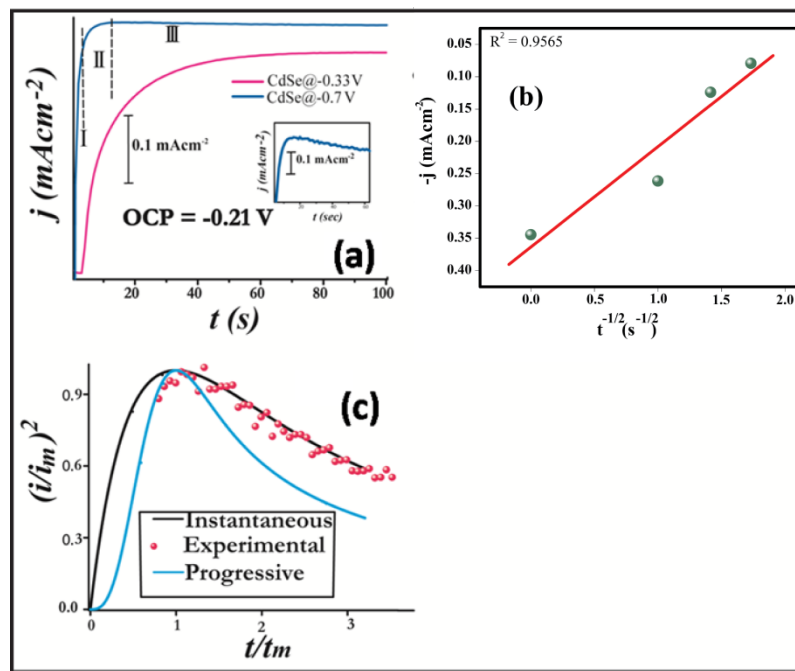 (a)
I
II
III
CdSe@-0.33 V
CdSe@-0.7 V
0.1 mAcm-2
j (mAcm-2)
0.1 mAcm-2
t (sec)
60
OCP = -0.21 V
j (mAcm-2)
20
40
60
80
100
t (s)
R2 = 0.9565
(b)
0.05
0.10
0.15
0.20
0.25
0.30
0.35
0.40
-j (mAcm-2)
0.0
0.5
1.0
1.5
2.0
t-1/2(s-1/2)
(c)
0.9
0.6
0.3
0.0
(i/im)2
Instantaneous
Experimental
Progressive
0
1
2
3
t/tm